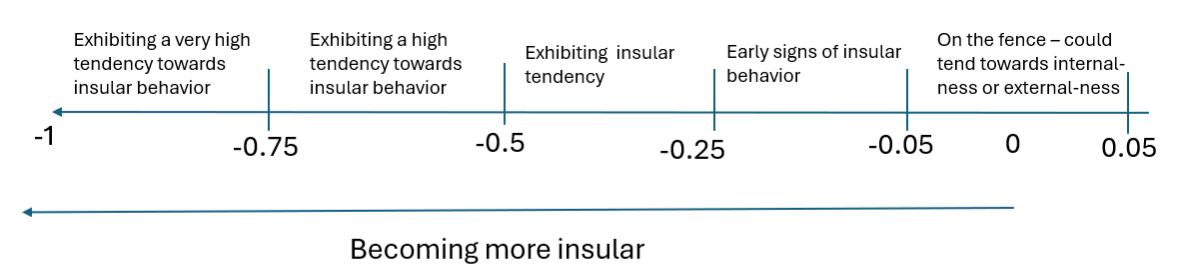 Exhibiting a very high
tendency towards
insular behavior
Exhibiting a high
tendency towards
insular behavior
Exhibiting insular
tendency
Early signs of insular
behavior
On the fence – could
tend towards internal-
ness or external-ness
-1
-0.75
-0.5
-0.25
-0.05
0
0.05
Becoming more insular